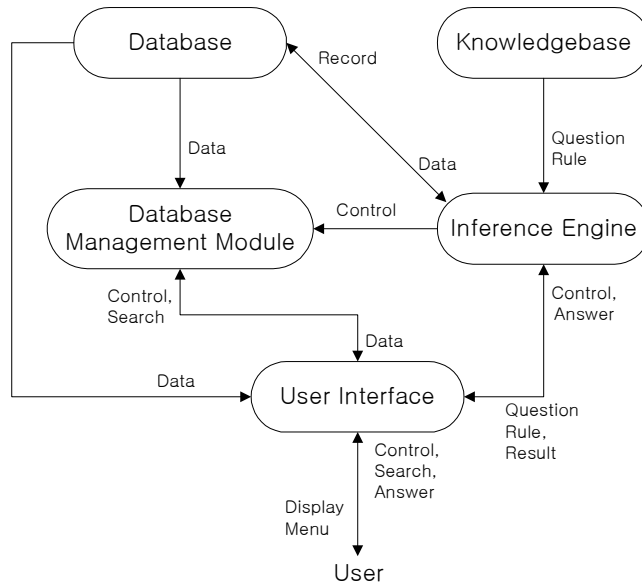 Database
Knowledgebase
Record
Question
Rule
Data
Data
Database
Management Module
Control
Inference Engine
Control,
Search
Control,
Answer
Data
Data
User Interface
Question
Rule,
Result
Control,
Search,
Answer
Display
Menu
User